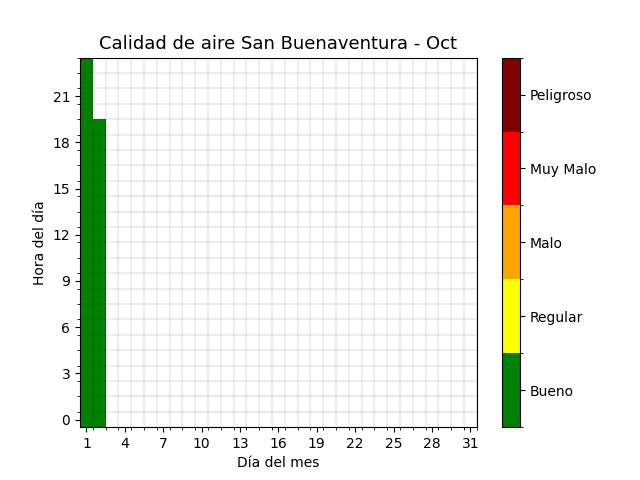 Calidad de aire San Buenaventura - Oct
Hora del día
21
18
15
12
9
6
3
0
1 4 7 10 13 16 19 22 25 28 31
Día del mes
Peligroso
Muy Malo
Malo
Regular
Bueno